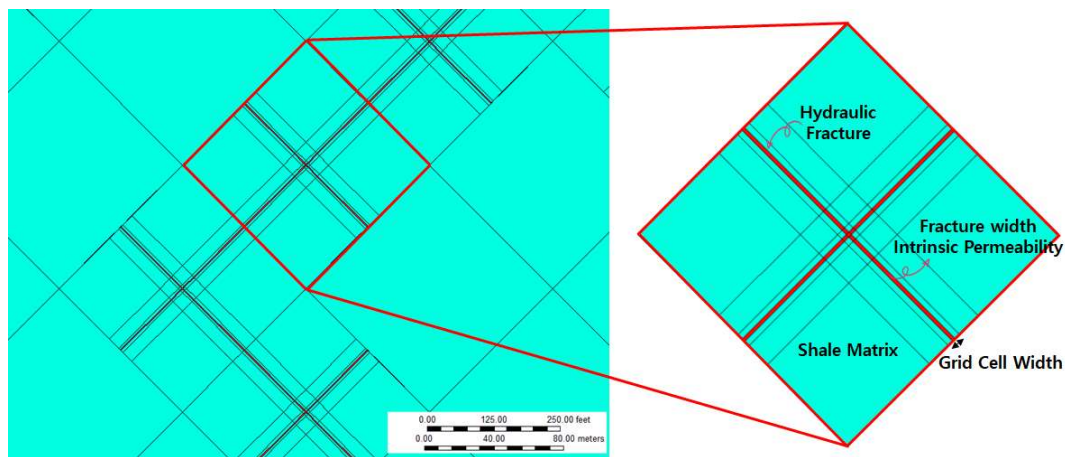 Hydraulic
Fracture
Fracture width
Intrinsic Permeability
Shale Matrix
Grid Cell Width
0.00 125.00 250.00 feet
0.00 40.00 80.00 meters